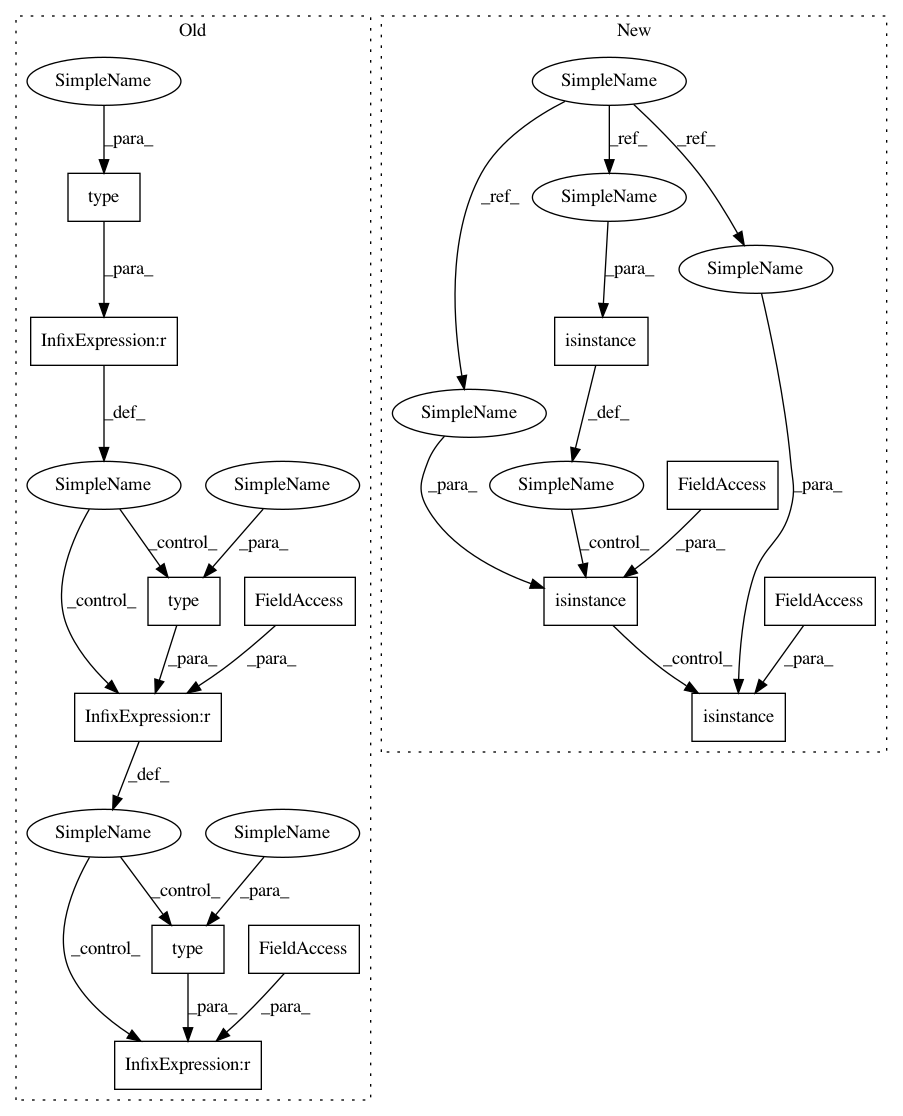 Old
New
SimpleName
_para_
type
_para_
InfixExpression:r
_def_
SimpleName
SimpleName
_control_
_para_
type
FieldAccess
_control_
_para_
_para_
InfixExpression:r
_def_
SimpleName
SimpleName
_control_
_para_
type
FieldAccess
_control_
_para_
_para_
InfixExpression:r
SimpleName
_ref_
_ref_
_ref_
SimpleName
SimpleName
_para_
isinstance
_def_
SimpleName
SimpleName
FieldAccess
_para_
_para_
_control_
_para_
isinstance
FieldAccess
_control_
_para_
isinstance